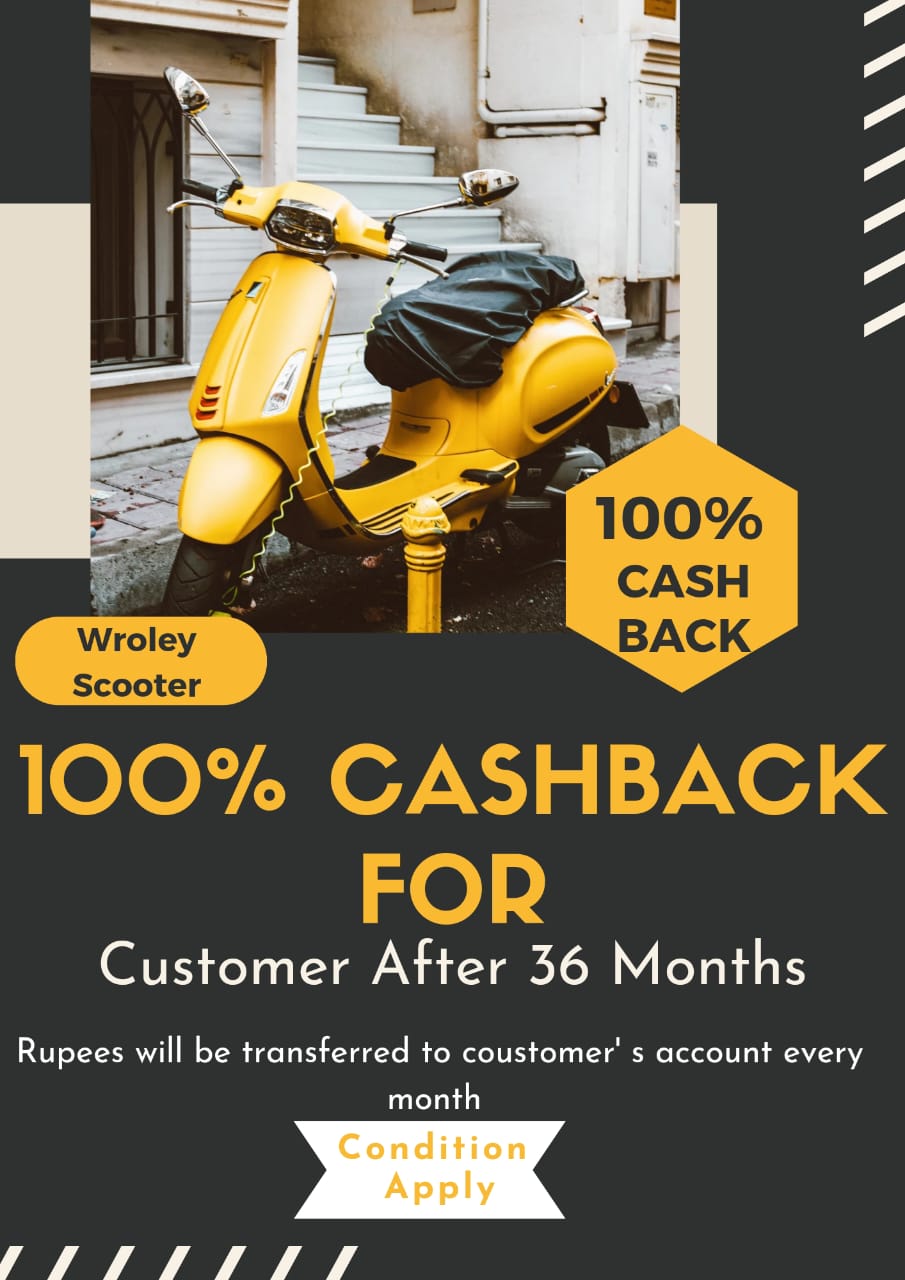 100%
CASH
BACK
Wroley
Scooter
100% CASHBACK
FOR
Customer After 36 Months
Rupees will be transferred to coustomer' s account every
month
Condition
Apply